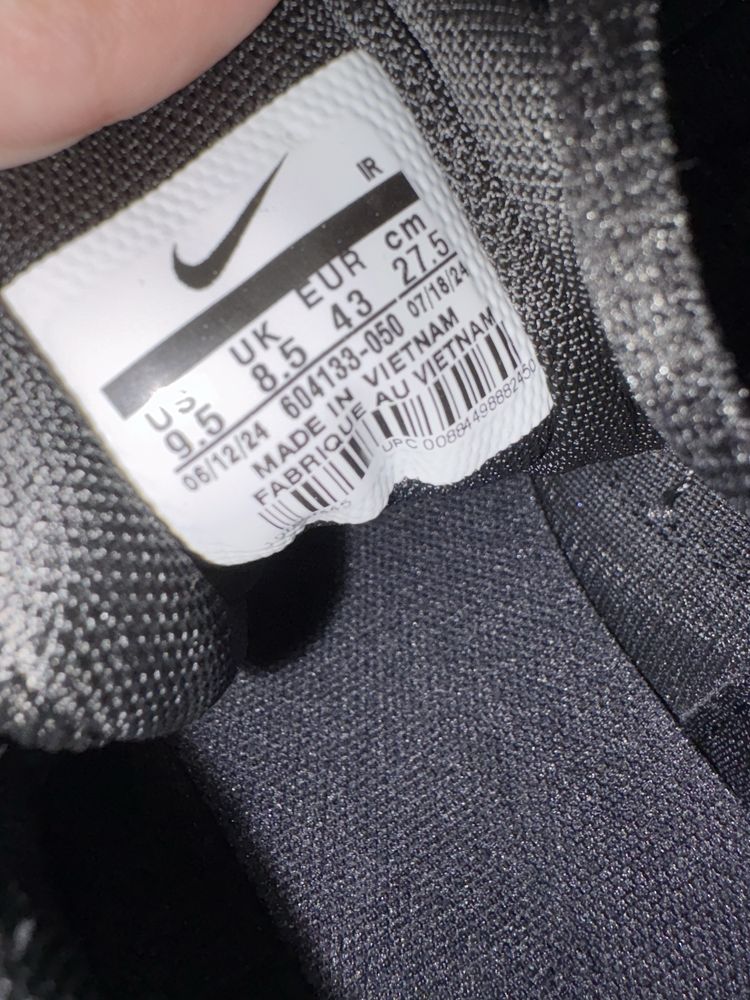 IR
US UK EUR cm
9.5 8.5 43 27.5
06/12/24 604133-050 07/18/24
MADE IN VIETNAM
FABRIQUE AU VIETNAM
UPC 00884498882450